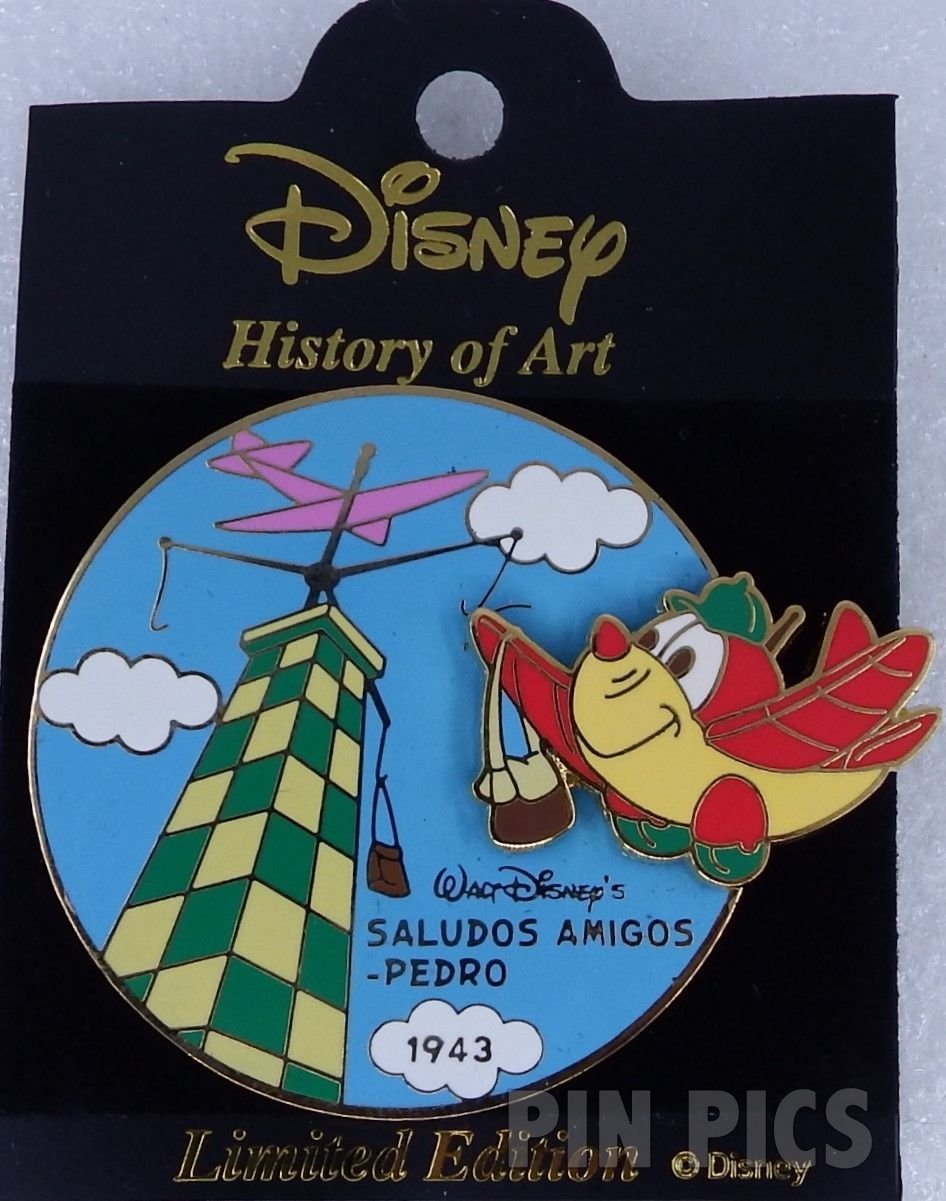 Disney
History of Art
Walt Disney's
SALUDOS AMIGOS
-PEDRO
1943
Limited Edition
© Disney
PIN PICS